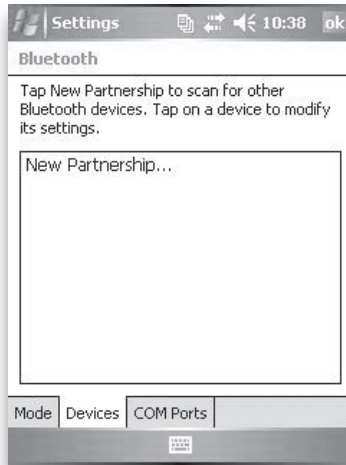 Settings 10:38 ok
Bluetooth
Tap New Partnership to scan for other
Bluetooth devices. Tap on a device to modify
its settings.
New Partnership...
Mode Devices COM Ports